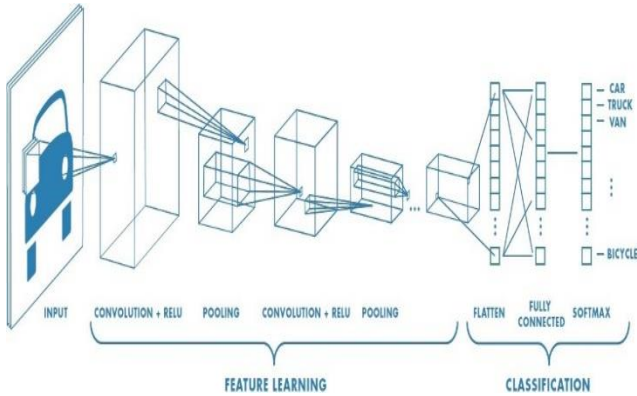 CAR
TRUCK
VAN
BICYCLE
INPUT CONVOLUTION + RELU POOLING CONVOLUTION + RELU POOLING FLATTEN FULLY CONNECTED SOFTMAX
FEATURE LEARNING CLASSIFICATION